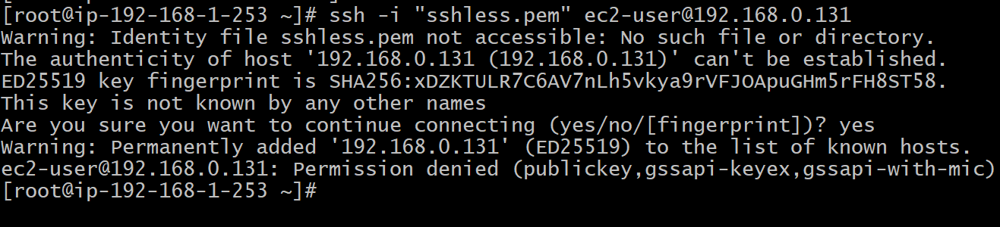 [root@ip-192-168-1-253 ~]# ssh -i "sshless.pem" ec2-user@192.168.0.131
Warning: Identity file sshless.pem not accessible: No such file or directory.
The authenticity of host '192.168.0.131 (192.168.0.131)' can't be established.
ED25519 key fingerprint is SHA256:xDZKTULR7C6AV7nLh5vkya9rVFJOApuGHm5rFH8ST58.
This key is not known by any other names
Are you sure you want to continue connecting (yes/no/[fingerprint])? yes
Warning: Permanently added '192.168.0.131' (ED25519) to the list of known hosts.
ec2-user@192.168.0.131: Permission denied (publickey,gssapi-keyex,gssapi-with-mic)
[root@ip-192-168-1-253 ~]#